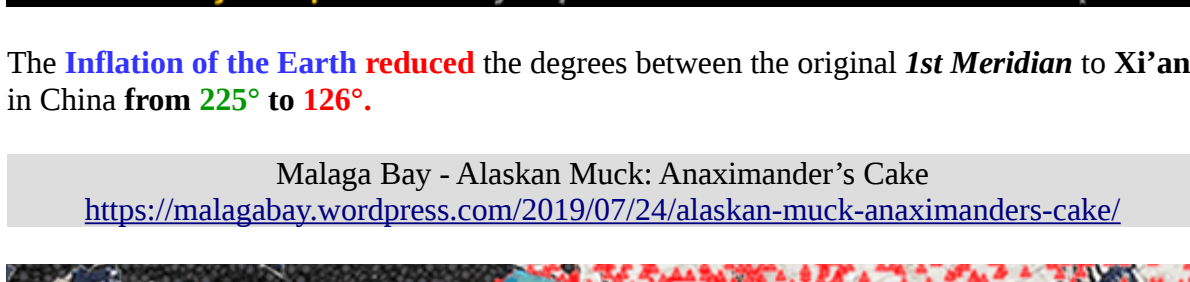 The Inflation of the Earth reduced the degrees between the original 1st Meridian to Xi’an
in China from 225° to 126°.
Malaga Bay - Alaskan Muck: Anaximander’s Cake
https://malagabay.wordpress.com/2019/07/24/alaskan-muck-anaximanders-cake/